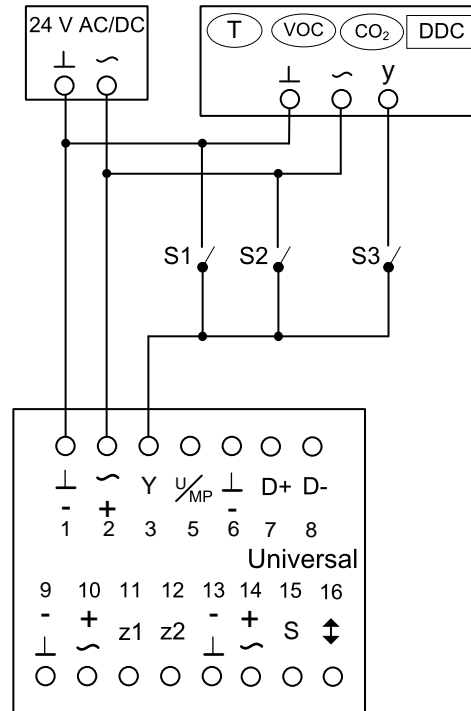 24 V AC/DC
T VOC CO₂ DDC
⊥ ~
⊥ ~ y
S1 S2 S3
⊥ ~ Y U/MP ⊥ D+ D-
- + -
1 2 3 5 6 7 8
Universal
9 10 11 12 13 14 15 16
- + z1 z2 - + S ↕
⊥ ~ ⊥ ~